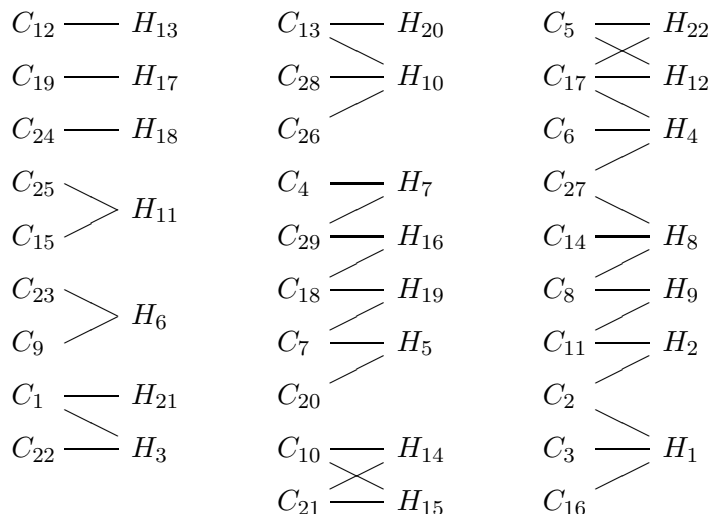 C₁₂ H₁₃ C₁₃ H₂₀ C₅ H₂₂
C₁₉ H₁₇ C₂₈ H₁₀ C₁₇ H₁₂
C₂₄ H₁₈ C₂₆ C₆ H₄
C₂₅ C₄ H₇ C₂₇
H₁₁
C₁₅ C₂₉ H₁₆ C₁₄ H₈
C₂₃ C₁₈ H₁₉ C₈ H₉
H₆
C₉ C₇ H₅ C₁₁ H₂
C₁ H₂₁ C₂₀ C₂
C₂₂ H₃ C₁₀ H₁₄ C₃ H₁
C₂₁ H₁₅ C₁₆